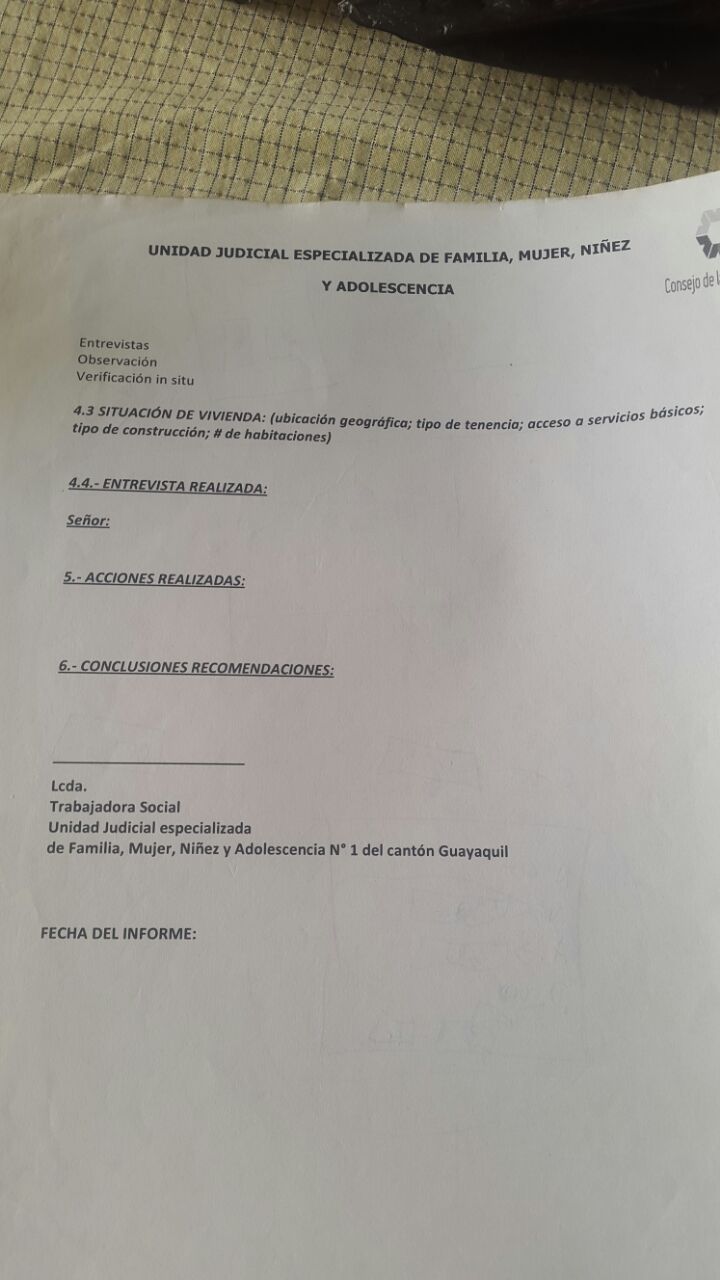 UNIDAD JUDICIAL ESPECIALIZADA DE FAMILIA, MUJER, NIÑEZ
Y ADOLESCENCIA
Consejo de l
Entrevistas
Observación
Verificación in situ
4.3 SITUACIÓN DE VIVIENDA: (ubicación geográfica; tipo de tenencia; acceso a servicios básicos;
tipo de construcción; # de habitaciones)
4.4.- ENTREVISTA REALIZADA:
Señor:
5.- ACCIONES REALIZADAS:
6.- CONCLUSIONES RECOMENDACIONES:
Lcda.
Trabajadora Social
Unidad Judicial especializada
de Familia, Mujer, Niñez y Adolescencia N° 1 del cantón Guayaquil
FECHA DEL INFORME: